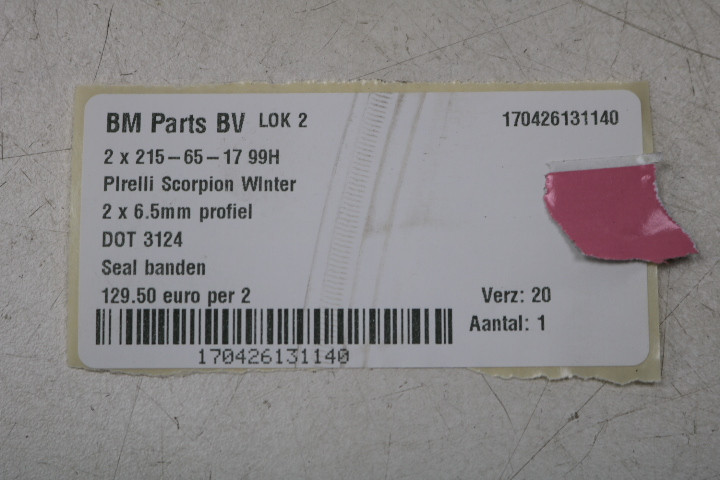 BM Parts BV LOK 2 170426131140
2 x 215-65-17 99H
PIrelli Scorpion WInter
2 x 6.5mm profiel
DOT 3124
Seal banden
129.50 euro per 2 Verz: 20
Aantal: 1
170426131140